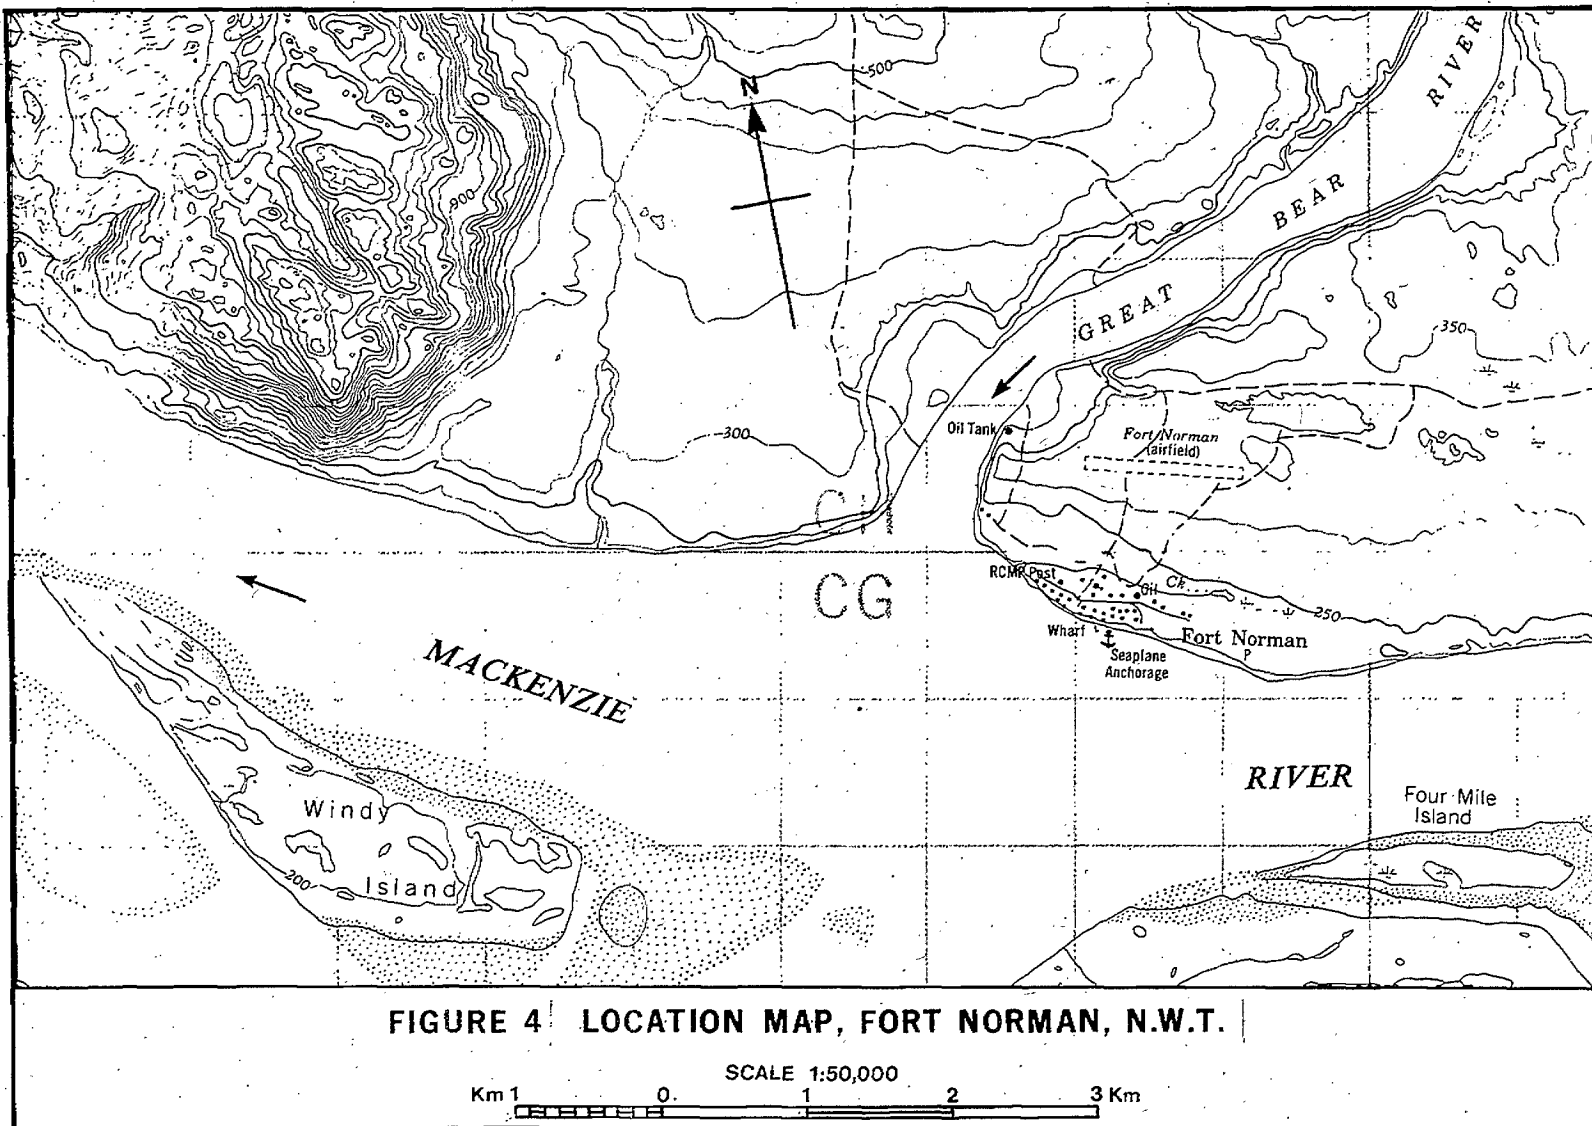 500
N
RIVER
900
BEAR
GREAT
350
300
Oil Tank
Fort Norman
(airfield)
C
CG
RCMP Post
Oil
Ck
250
Wharf
Fort Norman
P
Seaplane
Anchorage
MACKENZIE
RIVER
Four Mile
Island
Windy
Island
200
FIGURE 4 LOCATION MAP, FORT NORMAN, N.W.T.
SCALE 1:50,000
Km 1 0 1 2 3 Km